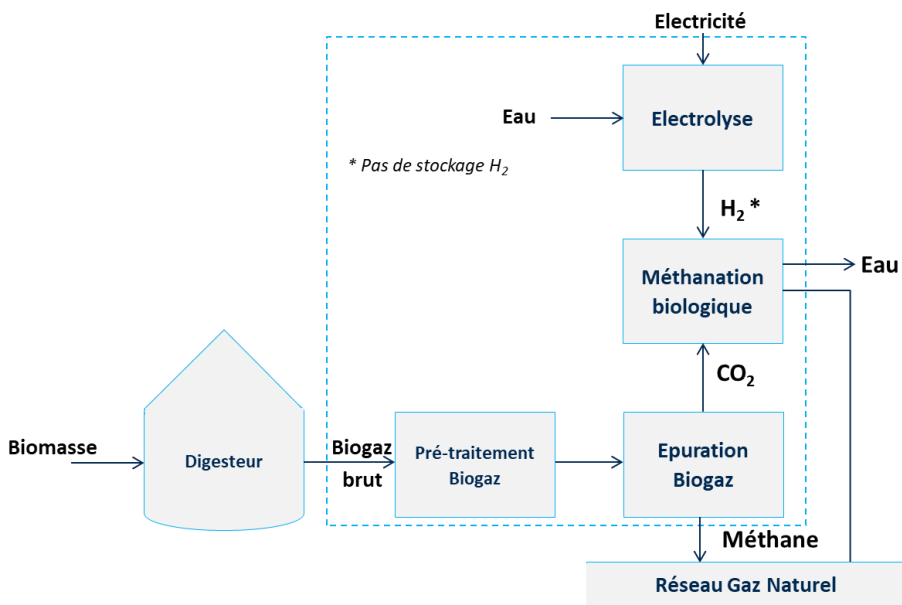 Electricité
Eau
Electrolyse
* Pas de stockage H₂
H₂ *
Méthanation
biologique
Eau
CO₂
Biomasse
Digesteur
Biogaz
brut
Pré-traitement
Biogaz
Epuration
Biogaz
Méthane
Réseau Gaz Naturel